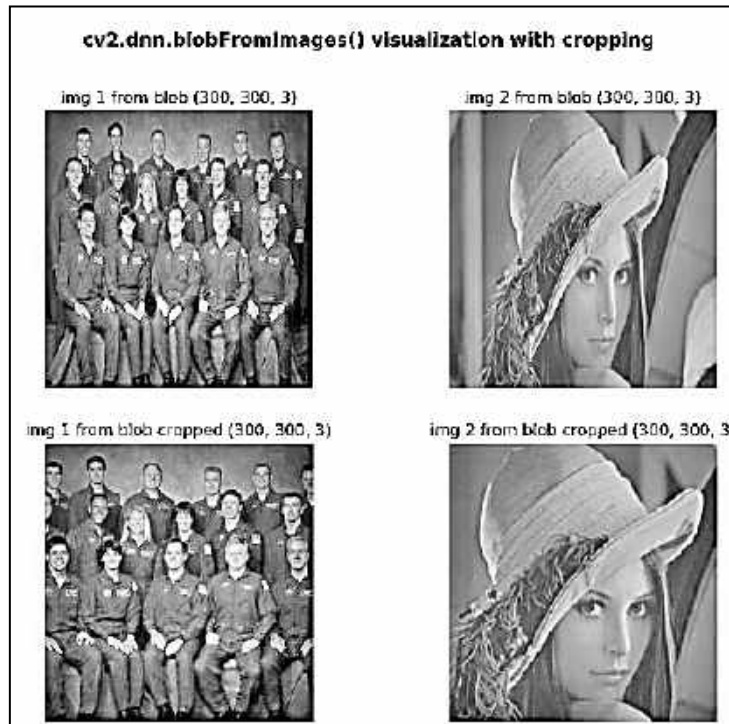 cv2.dnn.blobFromImages() visualization with cropping
img 1 from blob (300, 300, 3)
img 2 from blob (300, 300, 3)
img 1 from blob cropped (300, 300, 3)
img 2 from blob cropped (300, 300, 3